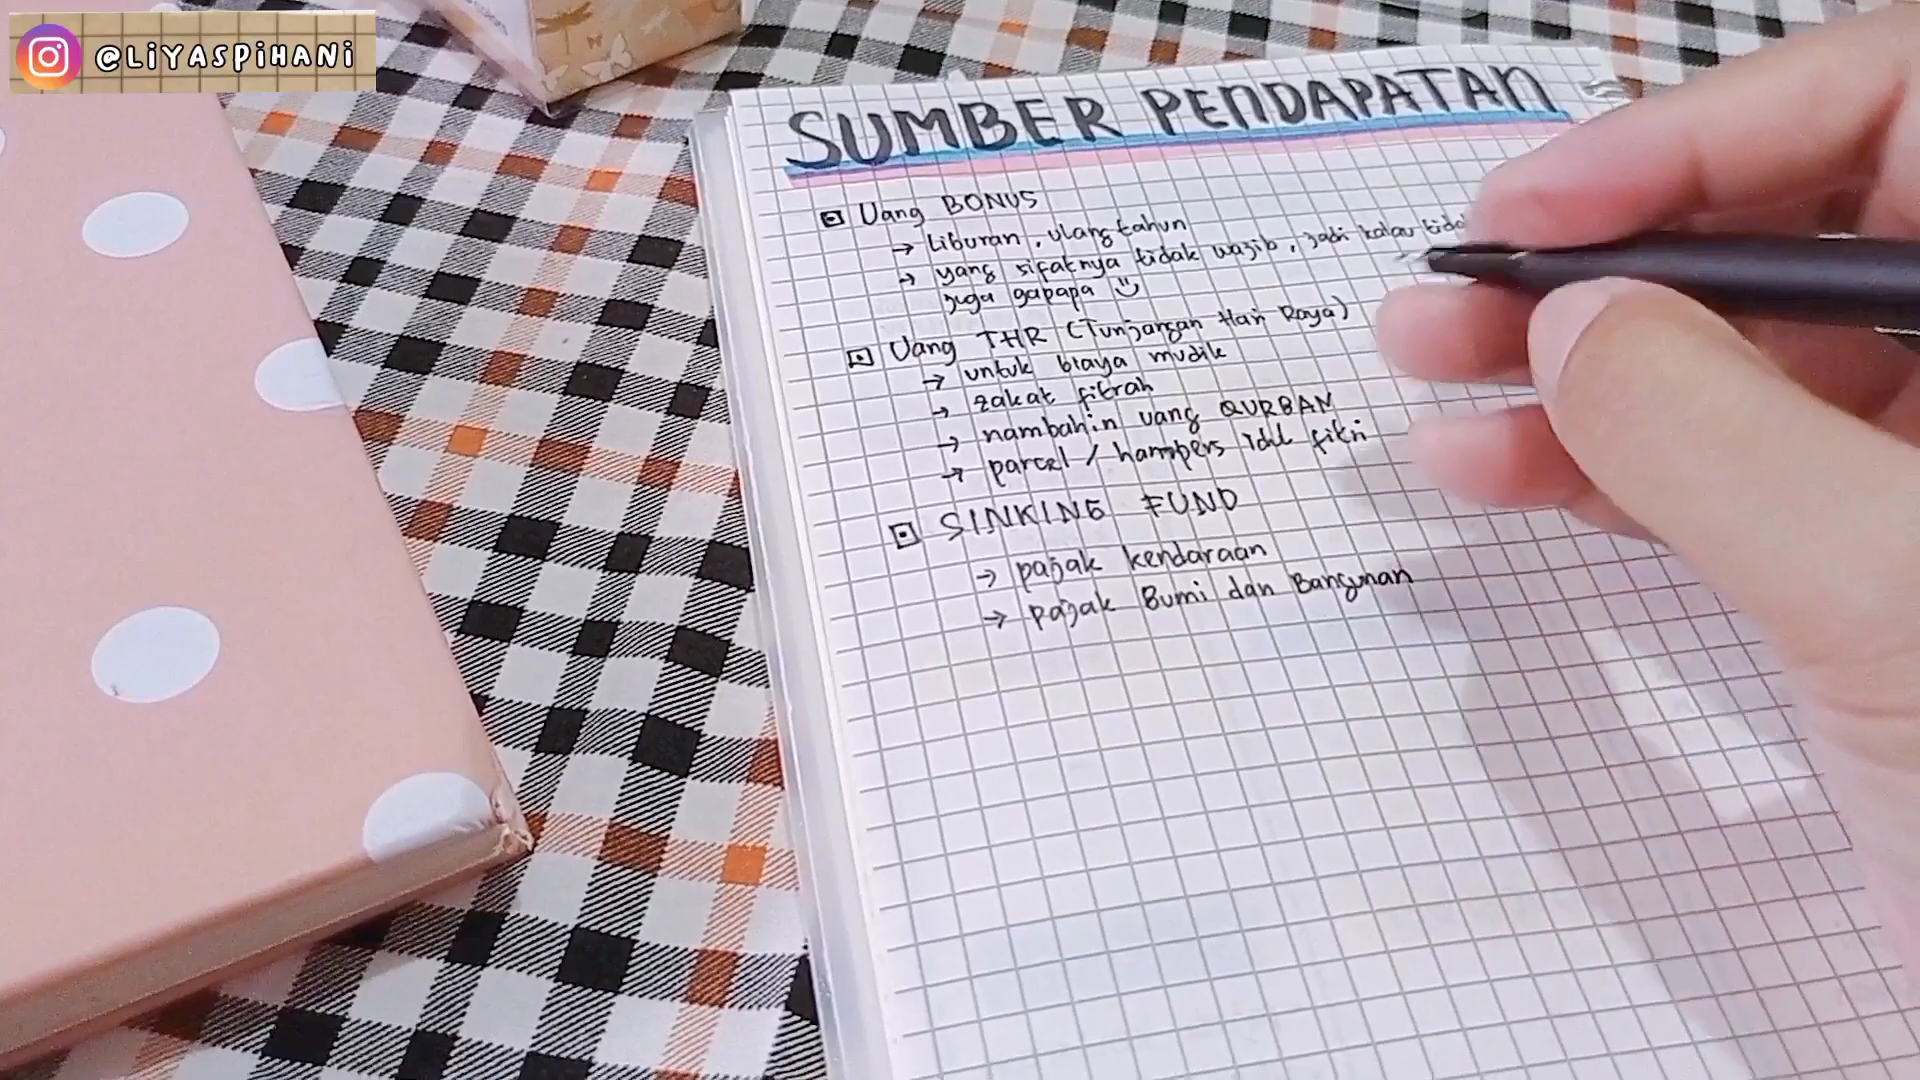 @LiYASPiHANi
SUMBER PENDAPATAN
Uang BONUS
→ liburan, ulang tahun
→ yang sifatnya tidak wajib, jadi kalau
juga gapapa
Uang THR (Tunjangan Hari Raya)
→ untuk biaya mudik
→ zakat fitrah
→ nambahin uang QURBAN
→ parcel / hampers idul fitri
SINKING FUND
→ pajak kendaraan
→ pajak Bumi dan Bangunan